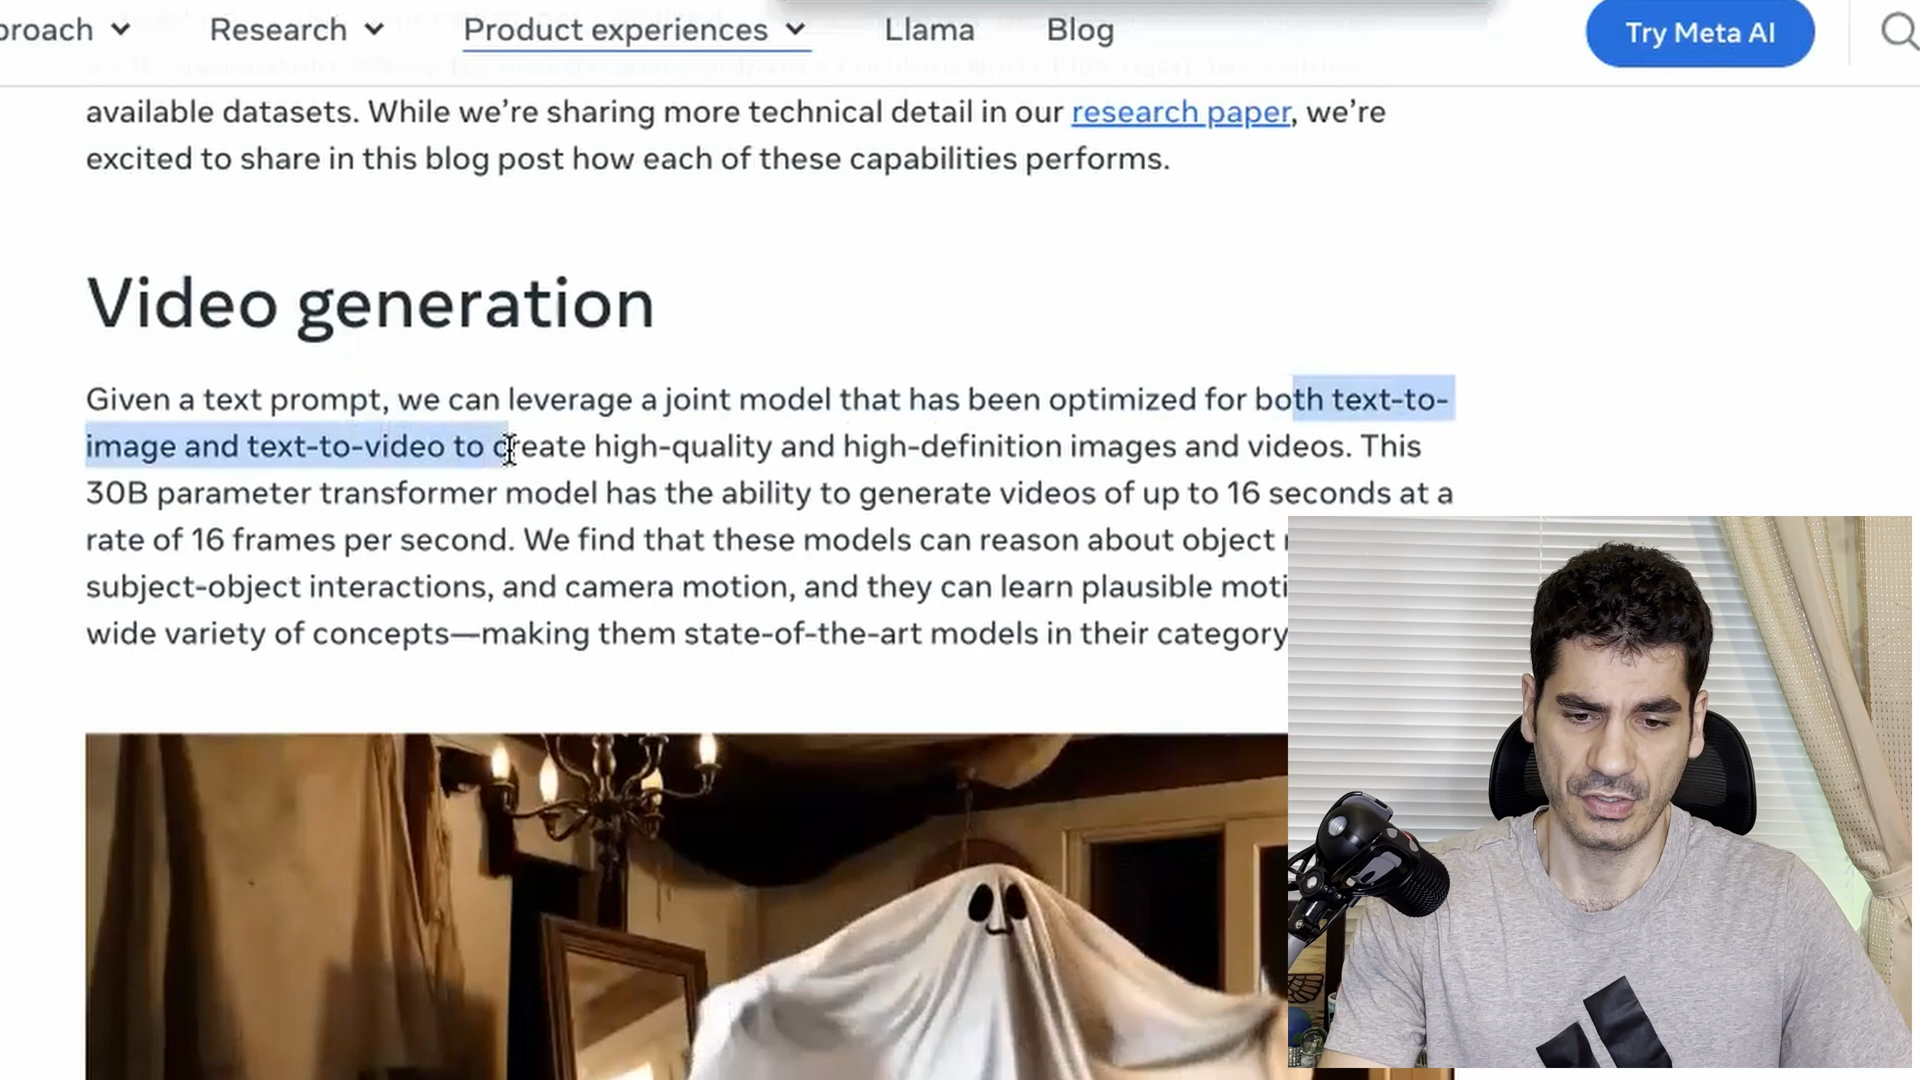 Research
Product experiences
Llama
Blog
Try Meta AI
available datasets. While we’re sharing more technical detail in our research paper, we’re
excited to share in this blog post how each of these capabilities performs.
Video generation
Given a text prompt, we can leverage a joint model that has been optimized for both text-to-
image and text-to-video to create high-quality and high-definition images and videos. This
30B parameter transformer model has the ability to generate videos of up to 16 seconds at a
rate of 16 frames per second. We find that these models can reason about object
subject-object interactions, and camera motion, and they can learn plausible
wide variety of concepts—making them state-of-the-art models in their category